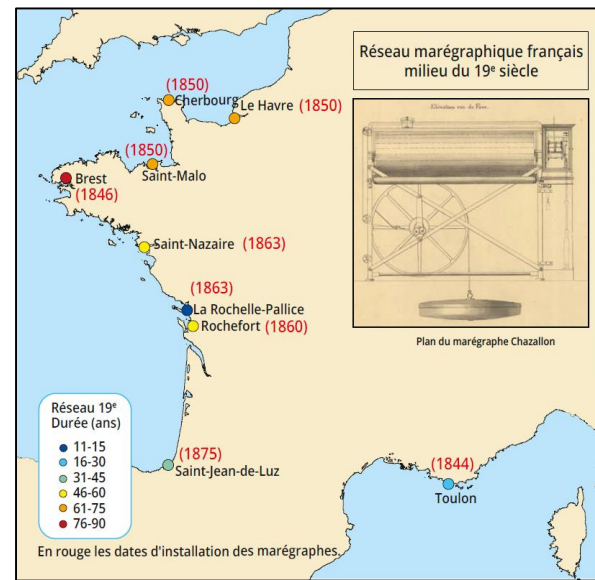 Réseau marégraphique français
milieu du 19e siècle
(1850)
Cherbourg
Le Havre (1850)
(1850)
Saint-Malo
Brest
(1846)
Saint-Nazaire (1863)
(1863)
La Rochelle-Pallice
Rochefort (1860)
Plan du marégraphe Chazallon
Réseau 19e
Durée (ans)
11-15
16-30
31-45
46-60
61-75
76-90
(1875)
Saint-Jean-de-Luz
(1844)
Toulon
En rouge les dates d'installation des marégraphes.